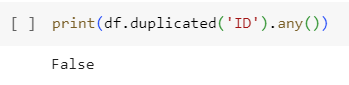 [ ] print(df.duplicated('ID').any())
False